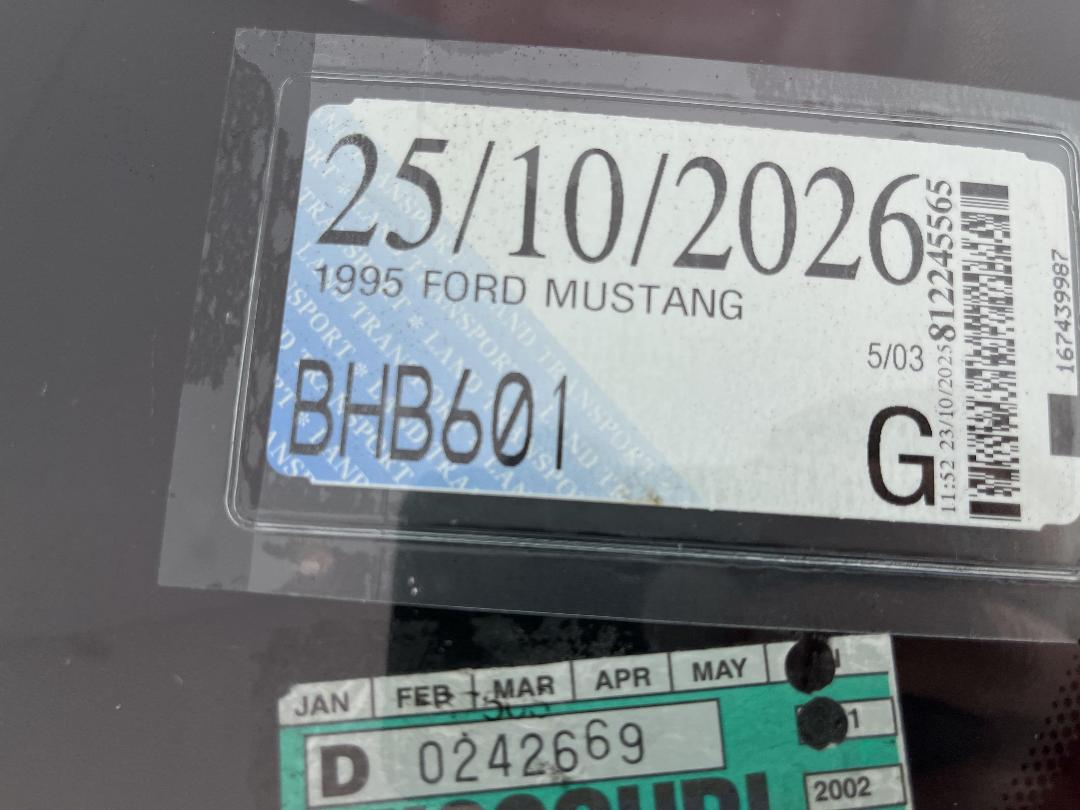 25/10/2026
1995 FORD MUSTANG
5/03
BHB601
G
11:52 23/10/2025 812245565
167439987
JAN FEB MAR APR MAY
D 0242669
2002